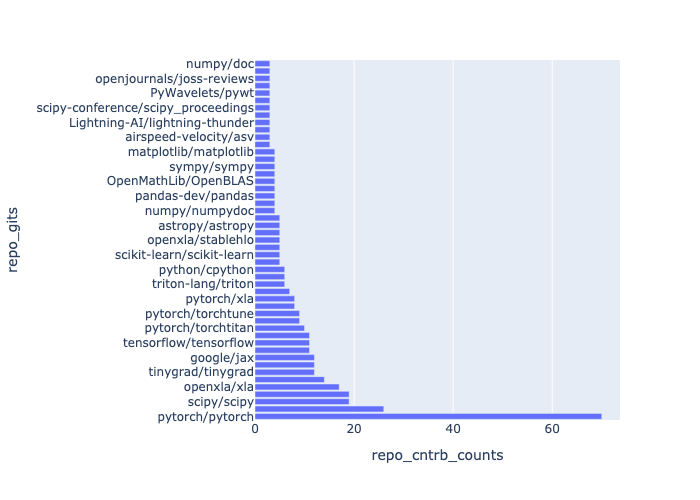 numpy/doc
openjournals/joss-reviews
PyWavelets/pywt
scipy-conference/scipy_proceedings
Lightning-AI/lightning-thunder
airspeed-velocity/asv
matplotlib/matplotlib
sympy/sympy
OpenMathLib/OpenBLAS
pandas-dev/pandas
numpy/numpydoc
astropy/astropy
openxla/stablehlo
scikit-learn/scikit-learn
python/cpython
triton-lang/triton
pytorch/xla
pytorch/torchtune
pytorch/torchtitan
tensorflow/tensorflow
google/jax
tinygrad/tinygrad
openxla/xla
scipy/scipy
pytorch/pytorch
repo_gits
0 20 40 60
repo_cntrb_counts